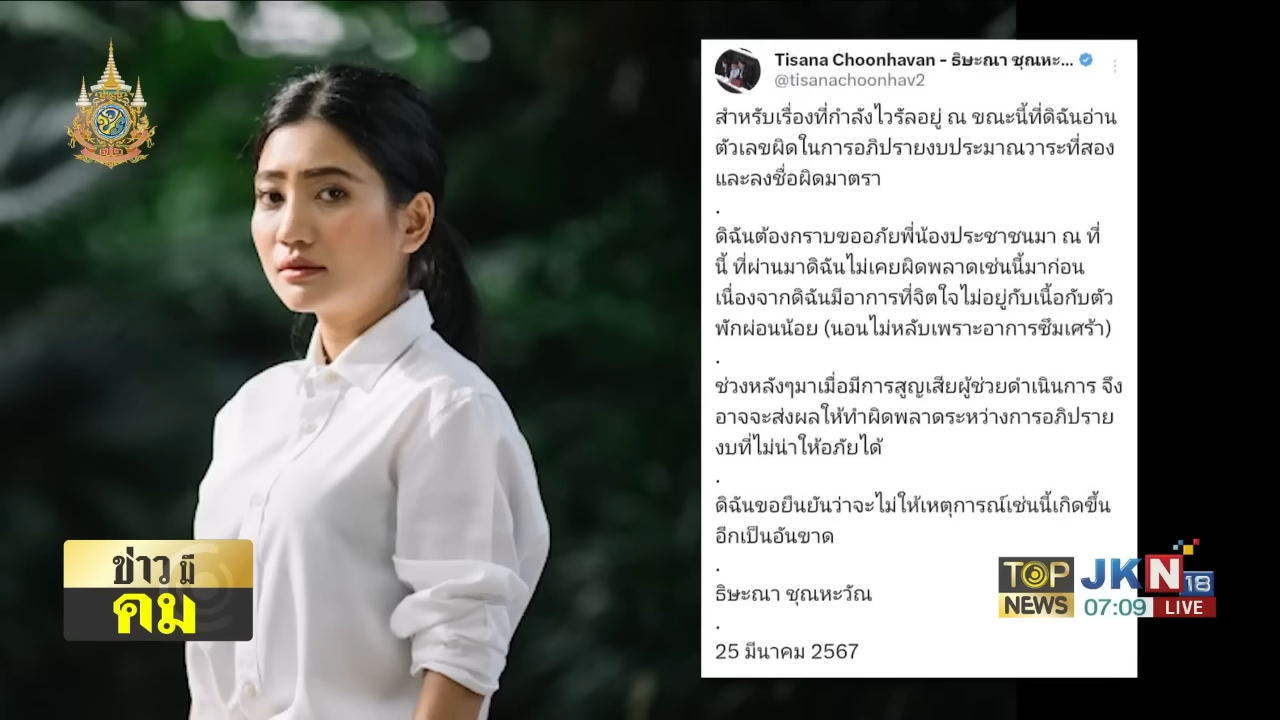 Tisana Choonhavan - ธิษะณา ชุณหะ...
@tisanachoonhav2
สำหรับเรื่องที่กำลังไวรัลอยู่ ณ ขณะนี้ที่ดิฉันอ่าน
ตัวเลขผิดในการอภิปรายงบประมาณวาระที่สอง
และลงชื่อผิดมาตรา
.
ดิฉันต้องกราบขออภัยพี่น้องประชาชนมา ณ ที่
นี้ ที่ผ่านมาดิฉันไม่เคยผิดพลาดเช่นนี้มาก่อน
เนื่องจากดิฉันมีอาการที่จิตใจไม่อยู่กับเนื้อกับตัว
พักผ่อนน้อย (นอนไม่หลับเพราะอาการซึมเศร้า)
.
ช่วงหลังๆมาเมื่อมีการสูญเสียผู้ช่วยดำเนินการ จึง
อาจจะส่งผลให้ทำผิดพลาดระหว่างการอภิปราย
งบที่ไม่น่าให้อภัยได้
.
ดิฉันขอยืนยันว่าจะไม่ให้เหตุการณ์เช่นนี้เกิดขึ้น
อีกเป็นอันขาด
.
ธิษะณา ชุณหะวัณ
.
25 มีนาคม 2567
ข่าวมี
คม
TOP
NEWS
JKN18
07:09 LIVE